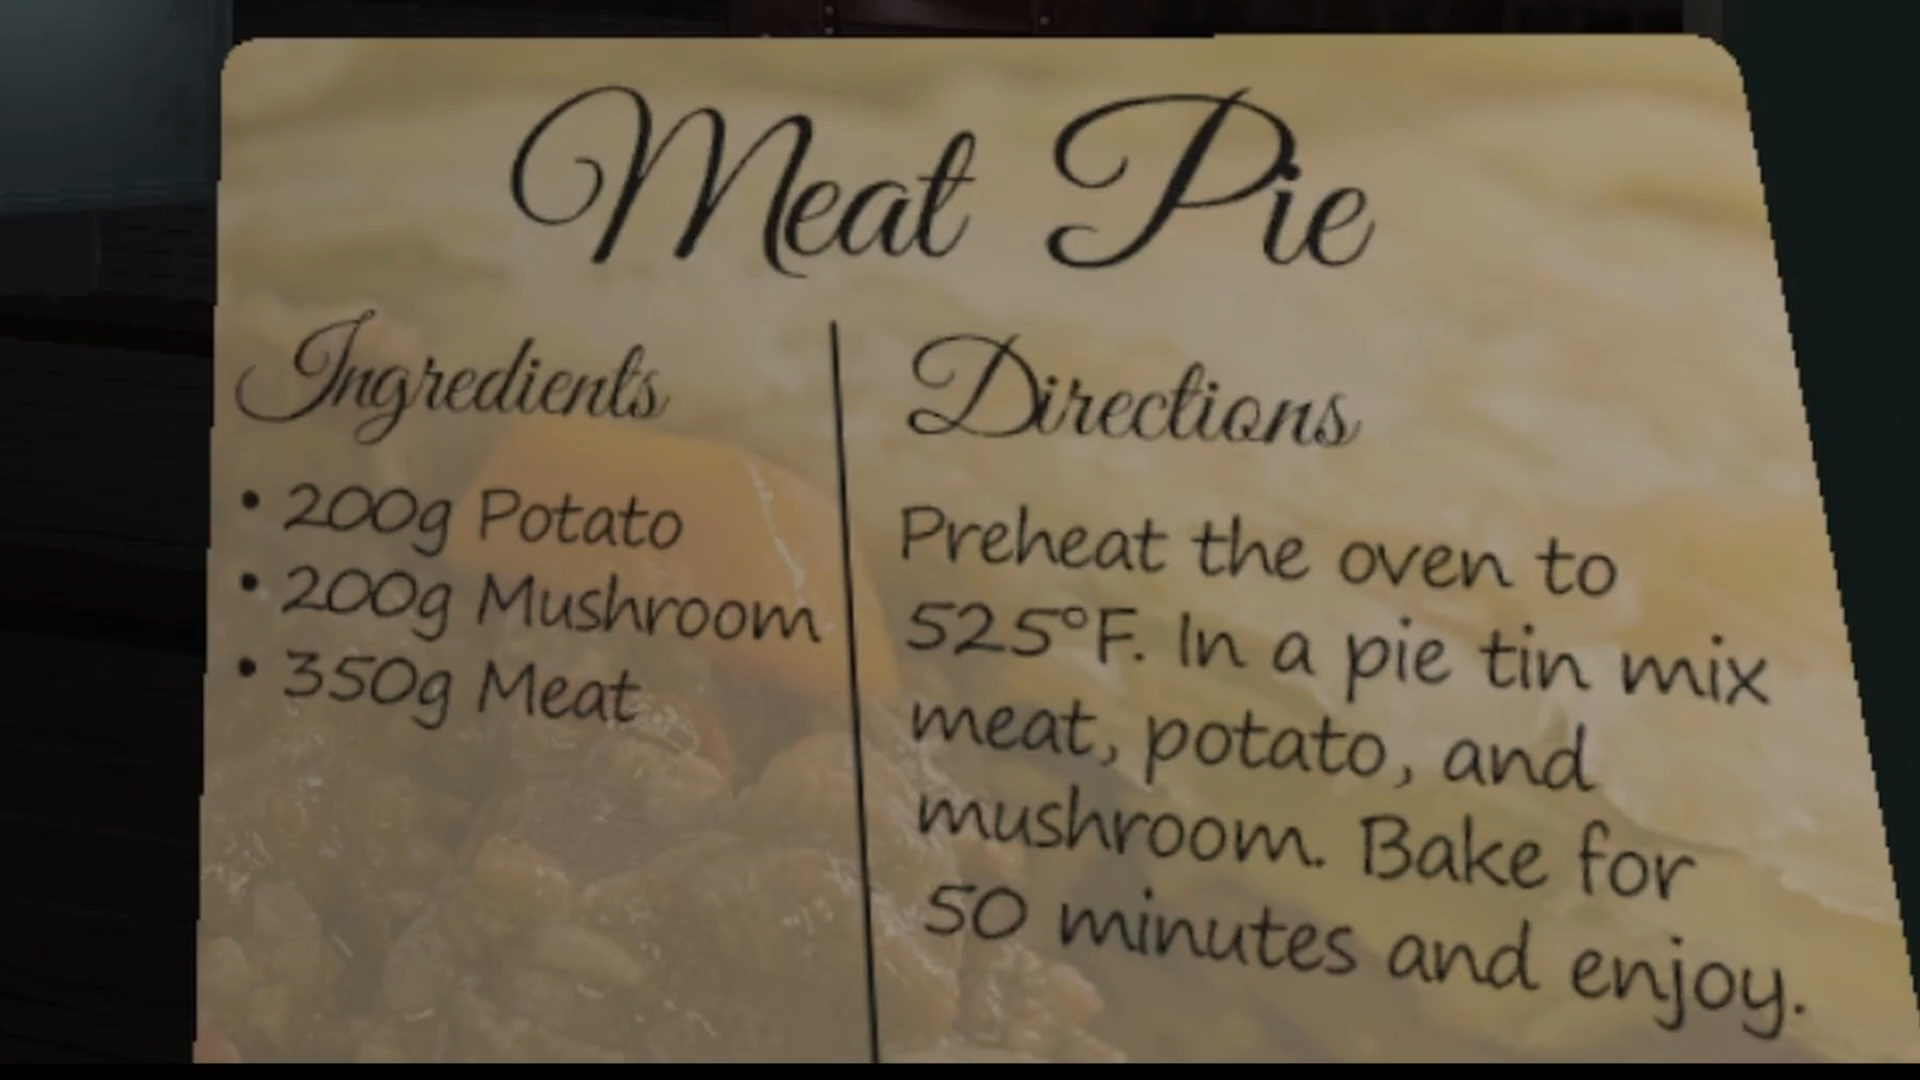 Meat Pie
Ingredients
• 200g Potato
• 200g Mushroom
• 350g Meat
Directions
Preheat the oven to
525°F. In a pie tin mix
meat, potato, and
mushroom. Bake for
50 minutes and enjoy.